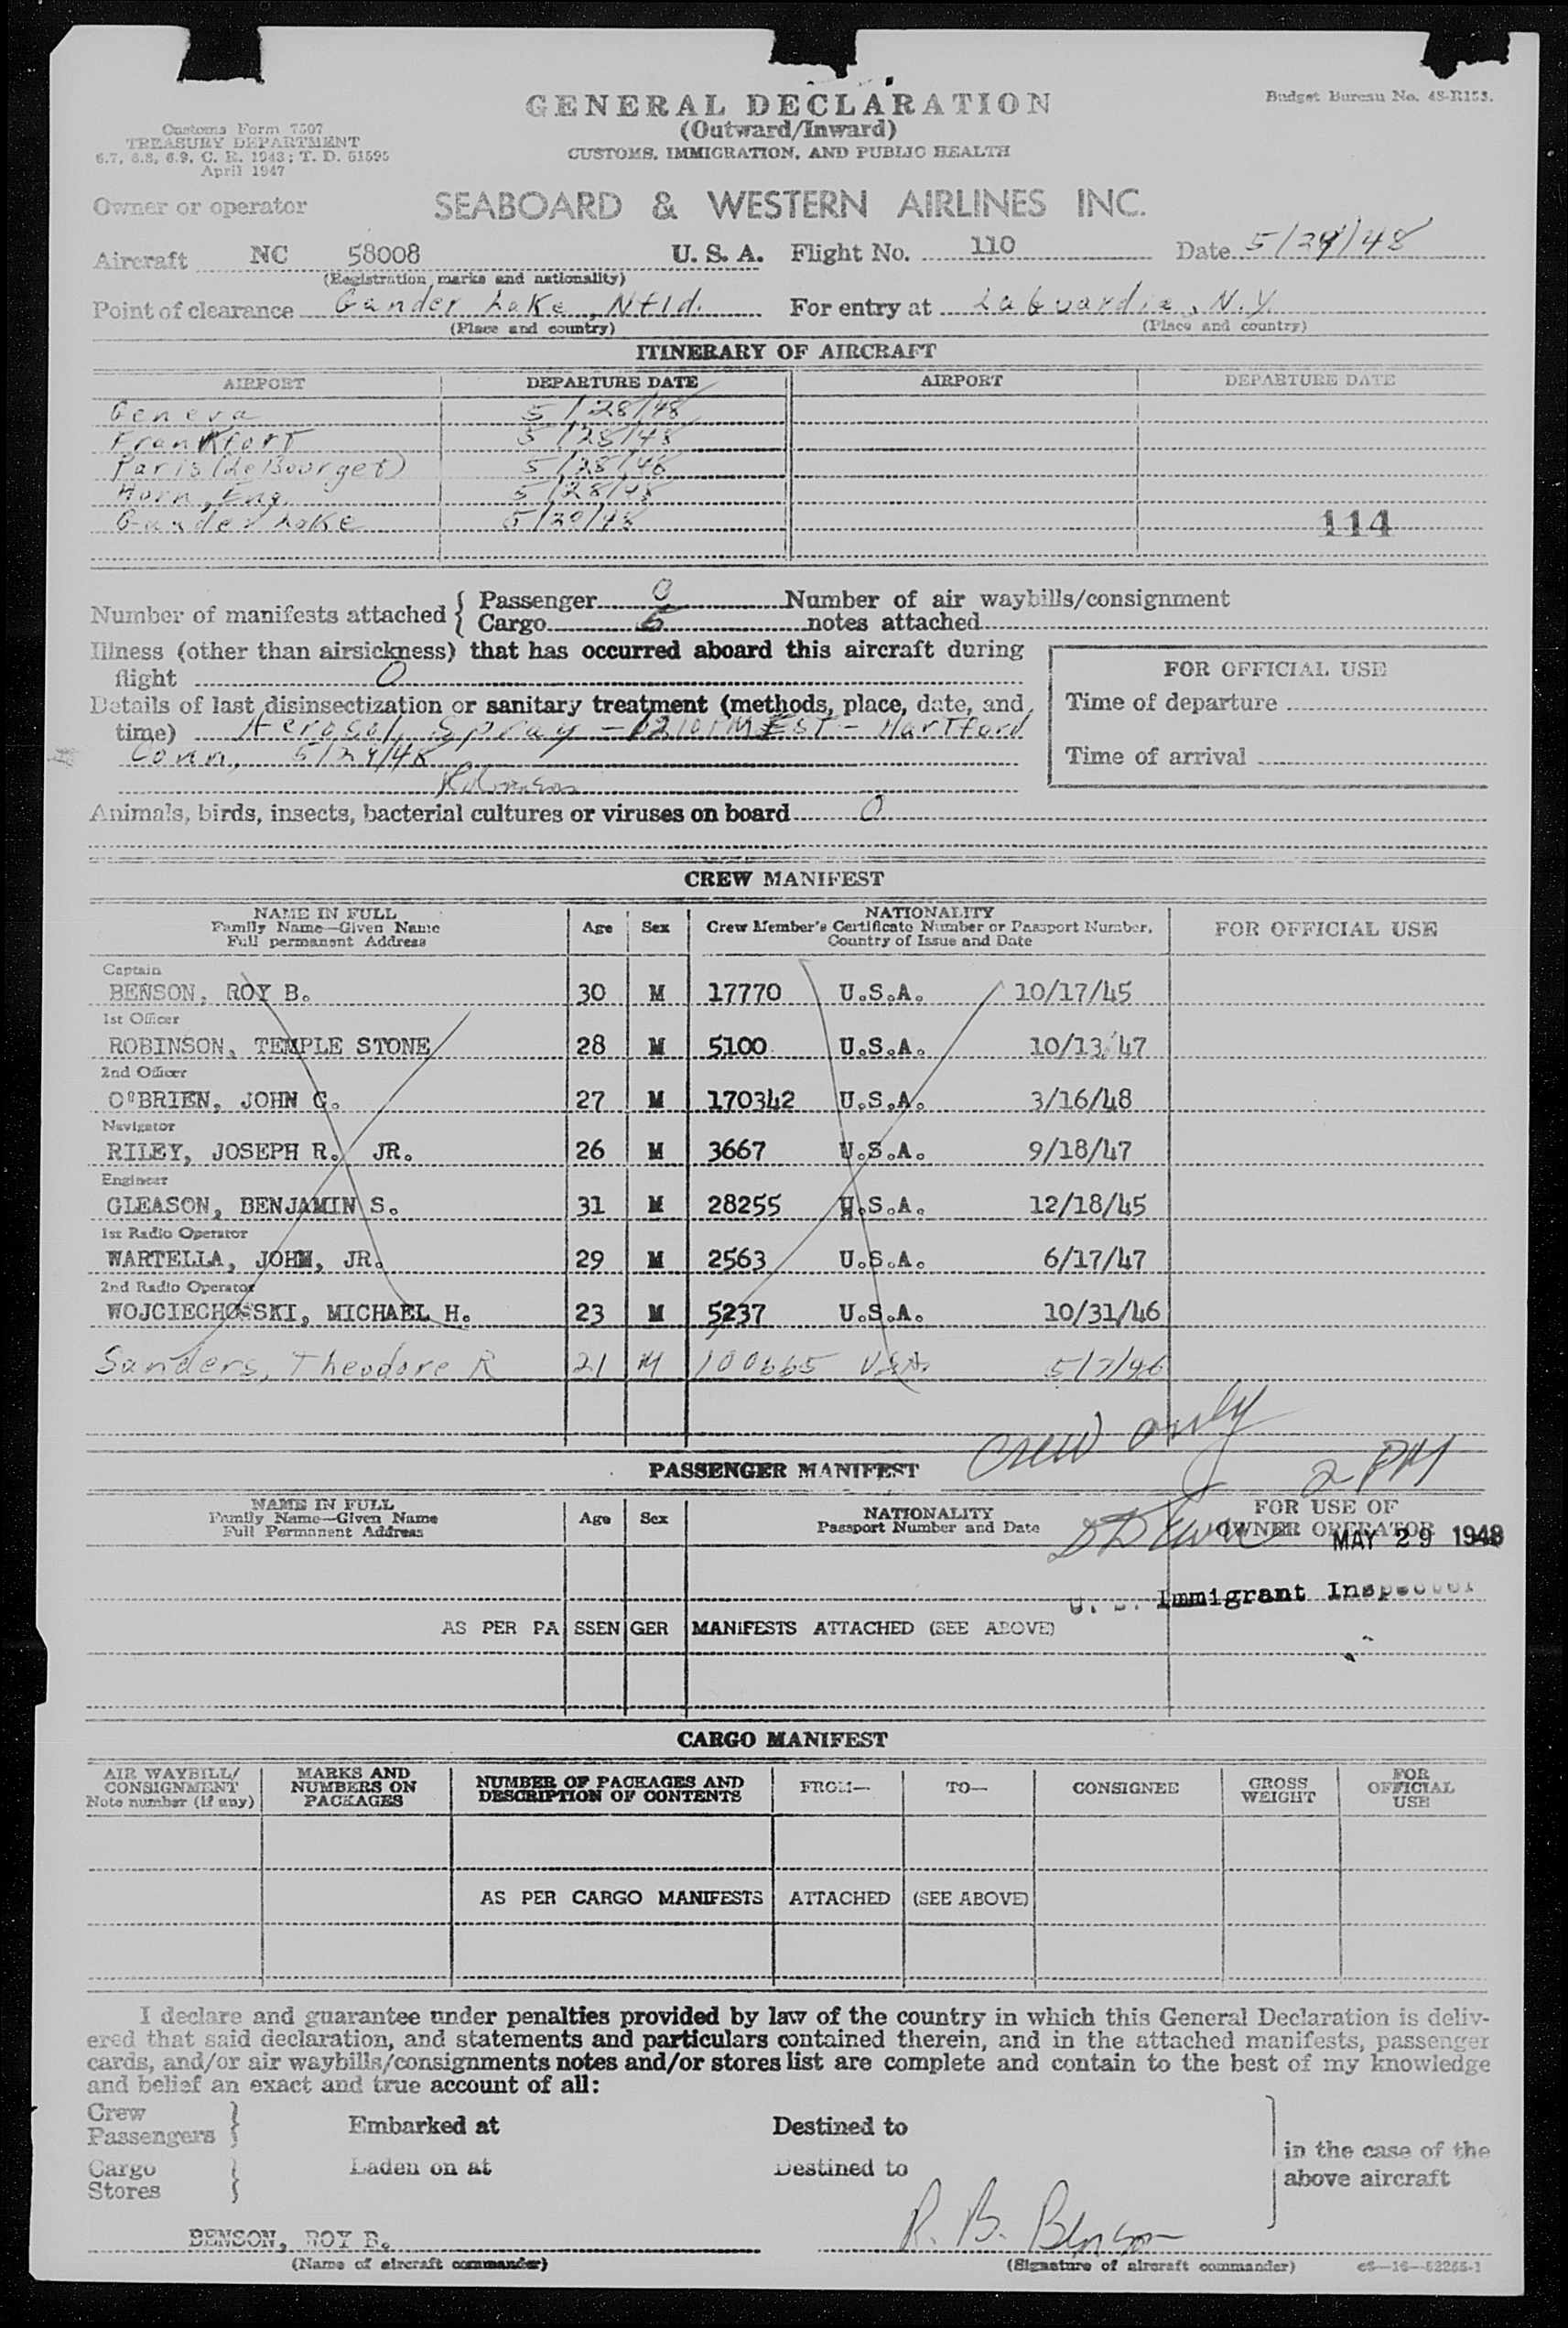 GENERAL DECLARATION
(Outward/Inward)
CUSTOMS, IMMIGRATION, AND PUBLIC HEALTH
Budget Bureau No. 48-R153.
Customs Form 7507
TREASURY DEPARTMENT
6.7, 6.8, 6.9, C. R. 1943; T. D. 51595
April 1947
Owner or operator SEABOARD & WESTERN AIRLINES INC.
Aircraft NC 58008 U. S. A. Flight No. 110 Date 5/29/48
(Registration marks and nationality)
Point of clearance Gander Lake, Nfld. For entry at LaGuardia, N.Y.
(Place and country) (Place and country)
ITINERARY OF AIRCRAFT
AIRPORT DEPARTURE DATE AIRPORT DEPARTURE DATE
Geneva 5/28/48
Frankfort 5/28/48
Paris (LeBourget) 5/28/48
Horn, Eng. 5/28/48
Gander Lake 5/29/48
114
Number of manifests attached { Passenger 0 Number of air waybills/consignment
Cargo 5 notes attached
Illness (other than airsickness) that has occurred aboard this aircraft during
flight 0
Details of last disinsectization or sanitary treatment (methods, place, date, and
time) Aerosol Spray - 1210 PM EST - Hartford
Conn, 5/29/48
Robinson
FOR OFFICIAL USE
Time of departure
Time of arrival
Animals, birds, insects, bacterial cultures or viruses on board 0
CREW MANIFEST
NAME IN FULL
Family Name—Given Name
Full permanent Address
Age Sex
NATIONALITY
Crew Member's Certificate Number or Passport Number,
Country of Issue and Date
FOR OFFICIAL USE
Captain
BENSON, ROY B. 30 M 17770 U.S.A. 10/17/45
1st Officer
ROBINSON, TEMPLE STONE 28 M 5100 U.S.A. 10/13/47
2nd Officer
O'BRIEN, JOHN C. 27 M 170342 U.S.A. 3/16/48
Navigator
RILEY, JOSEPH R. JR. 26 M 3667 U.S.A. 9/18/47
Engineer
GLEASON, BENJAMIN S. 31 M 28255 U.S.A. 12/18/45
1st Radio Operator
WARTELLA, JOHN, JR. 29 M 2563 U.S.A. 6/17/47
2nd Radio Operator
WOJCIECHOSSKI, MICHAEL H. 23 M 5237 U.S.A. 10/31/46
Sanders, Theodore R 21 M 100665 USA 5/7/46
Crew only
2 PM
PASSENGER MANIFEST
NAME IN FULL
Family Name—Given Name
Full Permanent Address
Age Sex
NATIONALITY
Passport Number and Date
FOR USE OF
OWNER OPERATOR
MAY 29 1948
U. S. Immigrant Inspector
AS PER PASSENGER MANIFESTS ATTACHED (SEE ABOVE)
CARGO MANIFEST
AIR WAYBILL/
CONSIGNMENT
Note number (if any)
MARKS AND
NUMBERS ON
PACKAGES
NUMBER OF PACKAGES AND
DESCRIPTION OF CONTENTS
FROM— TO— CONSIGNEE
GROSS
WEIGHT
FOR
OFFICIAL
USE
AS PER CARGO MANIFESTS ATTACHED (SEE ABOVE)
I declare and guarantee under penalties provided by law of the country in which this General Declaration is deliv-
ered that said declaration, and statements and particulars contained therein, and in the attached manifests, passenger
cards, and/or air waybills/consignments notes and/or stores list are complete and contain to the best of my knowledge
and belief an exact and true account of all:
Crew
Passengers } Embarked at Destined to
Cargo
Stores } Laden on at Destined to
in the case of the
above aircraft
BENSON, ROY B. R. B. Benson
(Name of aircraft commander) (Signature of aircraft commander) c8—16—52265-1